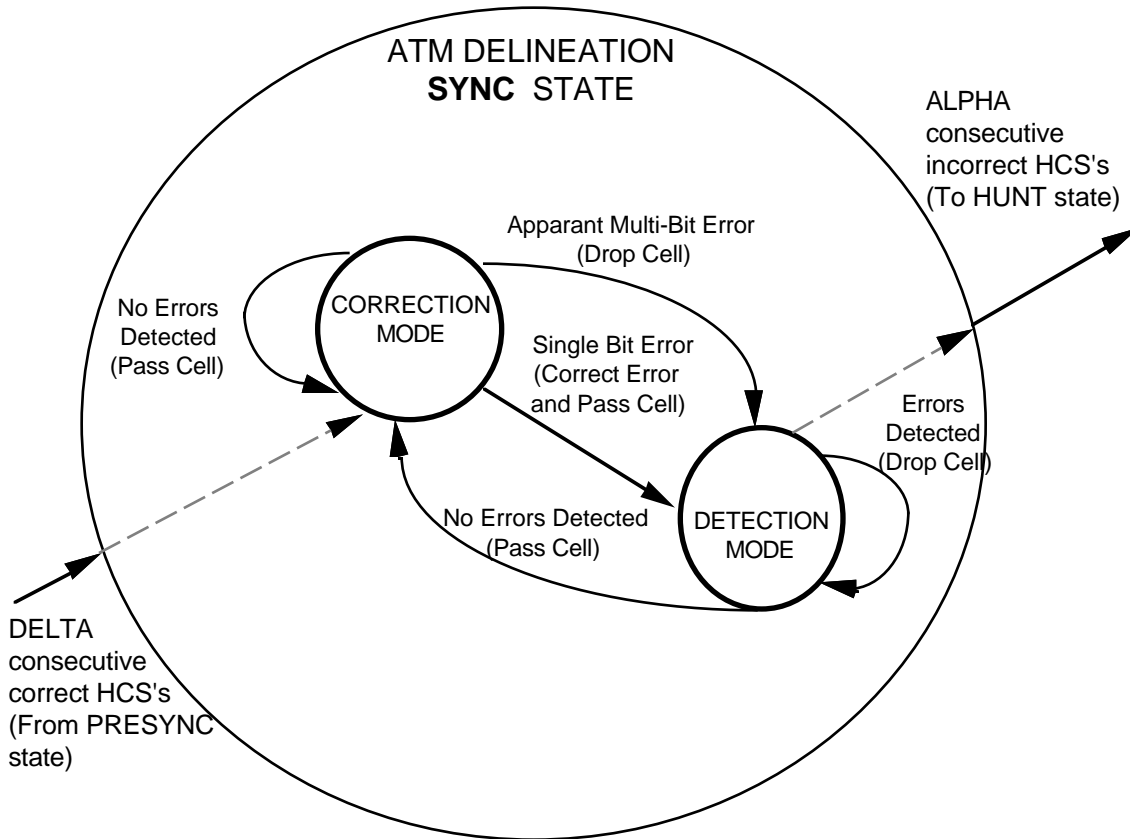 ATM DELINEATION
SYNC STATE
ALPHA
consecutive
incorrect HCS's
(To HUNT state)
Apparant Multi-Bit Error
(Drop Cell)
No Errors
Detected
(Pass Cell)
CORRECTION
MODE
Single Bit Error
(Correct Error
and Pass Cell)
Errors
Detected
(Drop Cell)
No Errors Detected
(Pass Cell)
DETECTION
MODE
DELTA
consecutive
correct HCS's
(From PRESYNC
state)